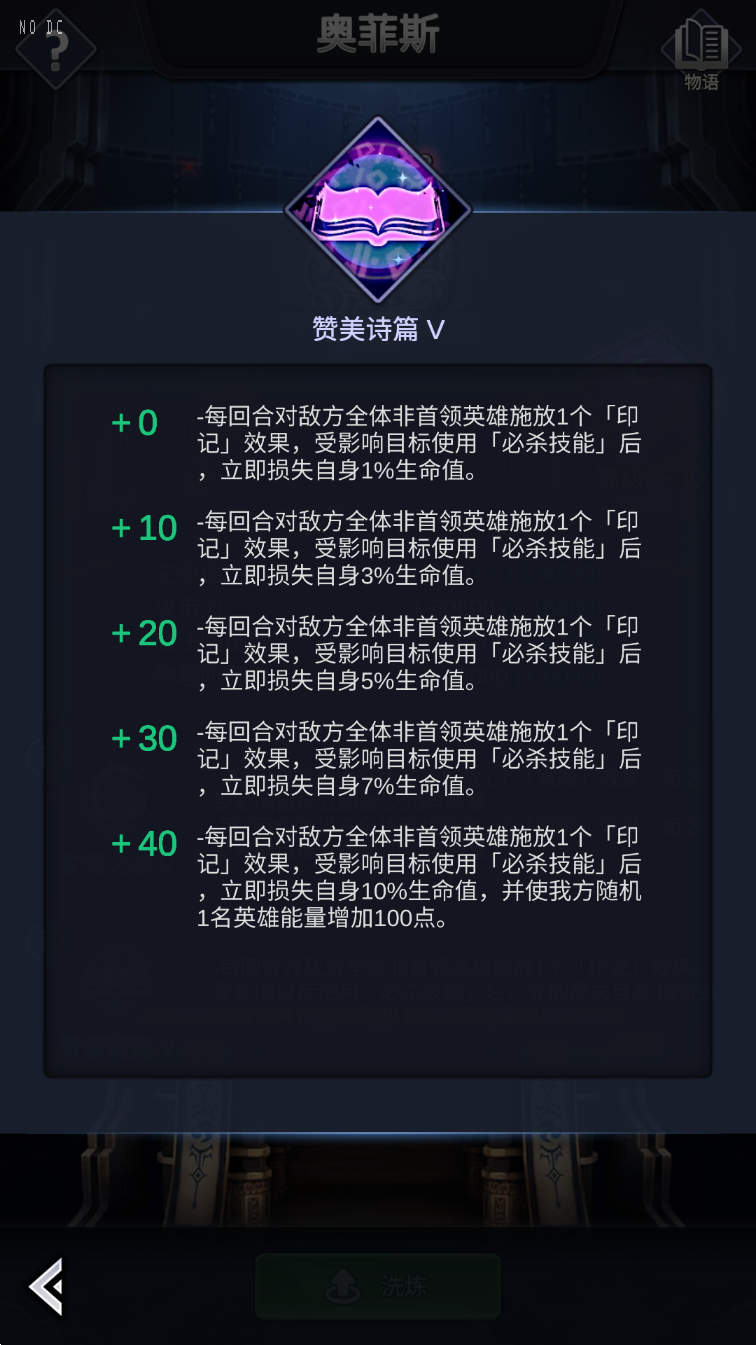 NO DC
奥菲斯
?
物语
赞美诗篇 V
+0
-每回合对敌方全体非首领英雄施放1个「印
记」效果，受影响目标使用「必杀技能」后
，立即损失自身1%生命值。
+10
-每回合对敌方全体非首领英雄施放1个「印
记」效果，受影响目标使用「必杀技能」后
，立即损失自身3%生命值。
+20
-每回合对敌方全体非首领英雄施放1个「印
记」效果，受影响目标使用「必杀技能」后
，立即损失自身5%生命值。
+30
-每回合对敌方全体非首领英雄施放1个「印
记」效果，受影响目标使用「必杀技能」后
，立即损失自身7%生命值。
+40
-每回合对敌方全体非首领英雄施放1个「印
记」效果，受影响目标使用「必杀技能」后
，立即损失自身10%生命值，并使我方随机
1名英雄能量增加100点。
洗炼